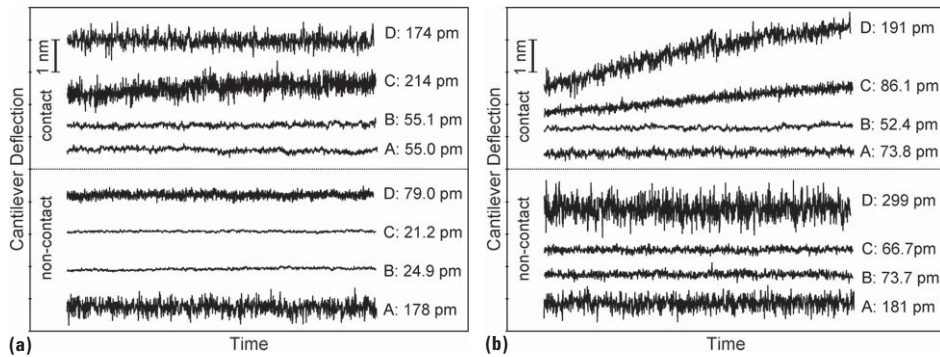 Cantilever Deflection
non-contact contact
1 nm
D: 174 pm
C: 214 pm
B: 55.1 pm
A: 55.0 pm
D: 79.0 pm
C: 21.2 pm
B: 24.9 pm
A: 178 pm
(a)
Time
Cantilever Deflection
non-contact contact
1 nm
D: 191 pm
C: 86.1 pm
B: 52.4 pm
A: 73.8 pm
D: 299 pm
C: 66.7pm
B: 73.7 pm
A: 181 pm
(b)
Time